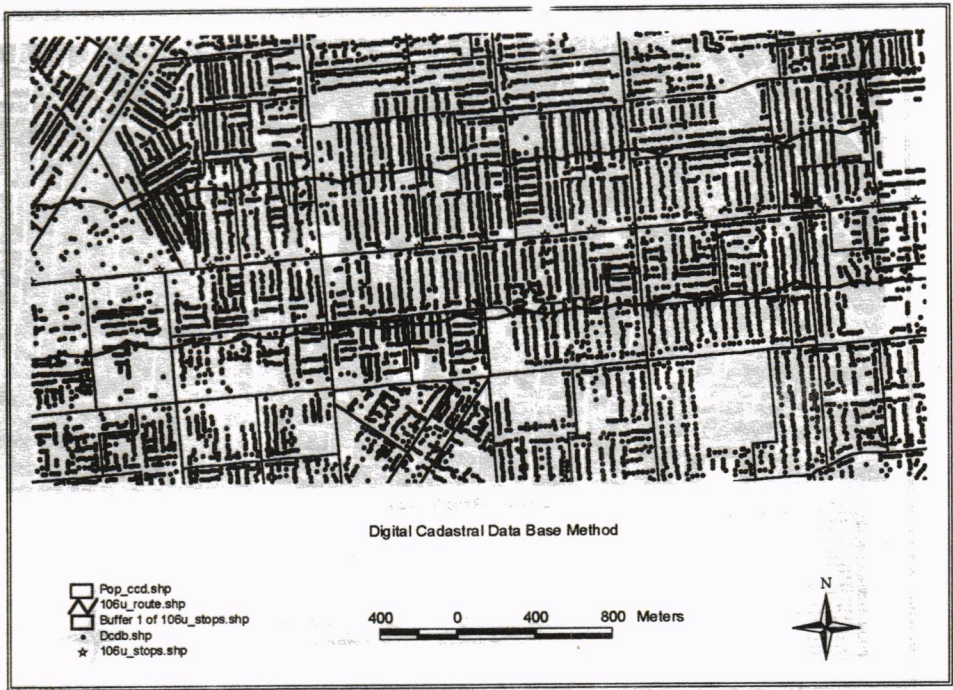 Digital Cadastral Data Base Method
Pop_ccd.shp
106u_route.shp
Buffer 1 of 106u_stops.shp
Dcdb.shp
106u_stops.shp
400 0 400 800 Meters
N